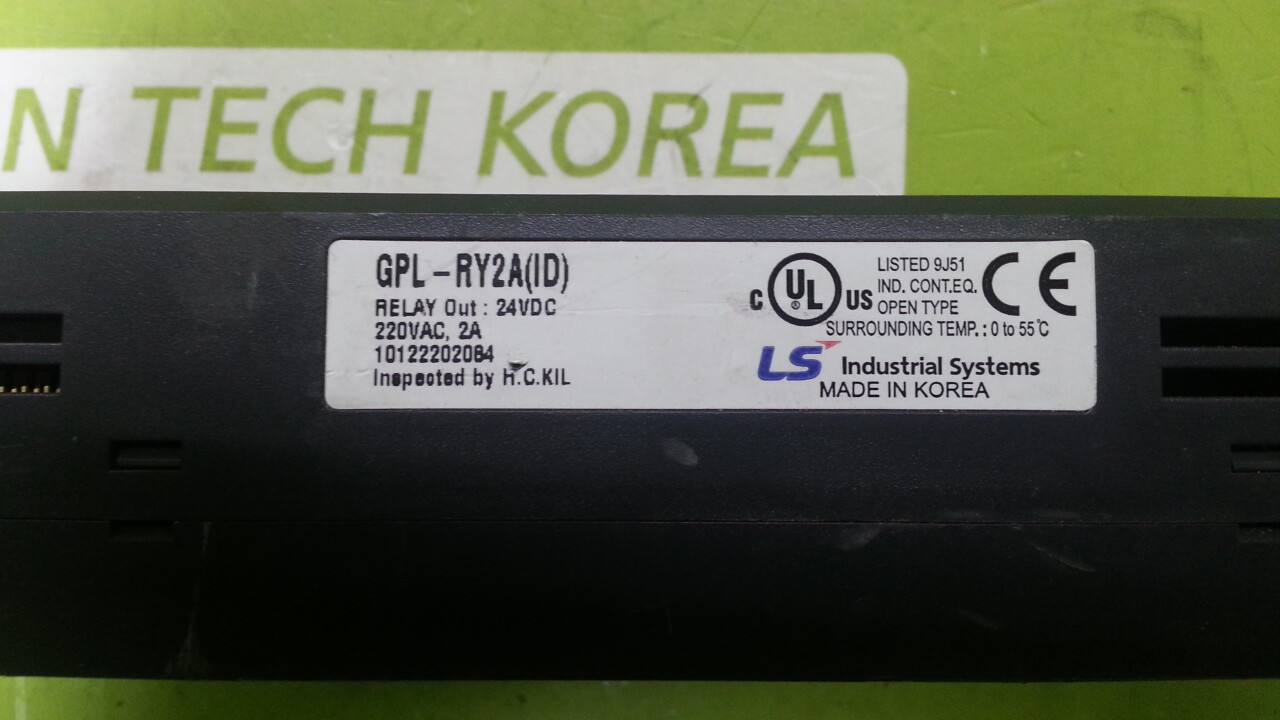 N TECH KOREA
GPL-RY2A(ID)
RELAY Out : 24VDC
220VAC, 2A
10122202084
Inspected by H.C.KIL
C UL ® US
LISTED 9J51
IND. CONT.EQ.
OPEN TYPE
CE
SURROUNDING TEMP. : 0 to 55℃
LS Industrial Systems
MADE IN KOREA